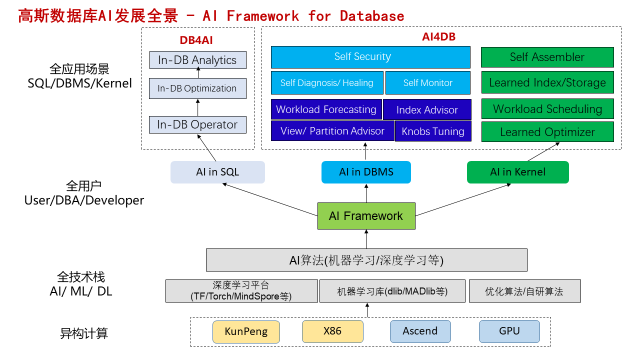 高斯数据库AI发展全景 - AI Framework for Database
DB4AI
AI4DB
全应用场景
SQL/DBMS/Kernel
In-DB Analytics
In-DB Optimization
In-DB Operator
Self Security
Self Diagnosis/ Healing
Self Monitor
Workload Forecasting
Index Advisor
View/ Partition Advisor
Knobs Tuning
Self Assembler
Learned Index/Storage
Workload Scheduling
Learned Optimizer
全用户
User/DBA/Developer
AI in SQL
AI in DBMS
AI in Kernel
AI Framework
全技术栈
AI/ ML/ DL
AI算法(机器学习/深度学习等)
深度学习平台
(TF/Torch/MindSpore等)
机器学习库(dlib/MADlib等)
优化算法/自研算法
异构计算
KunPeng
X86
Ascend
GPU